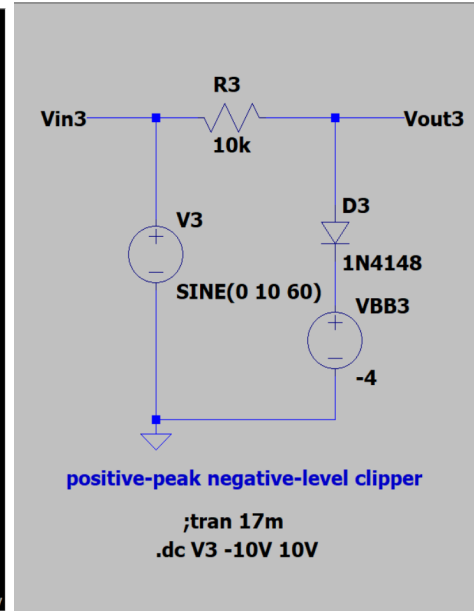 R3
Vin3
Vout3
10k
D3
V3
1N4148
SINE(0 10 60)
VBB3
-4
positive-peak negative-level clipper
;tran 17m
.dc V3 -10V 10V